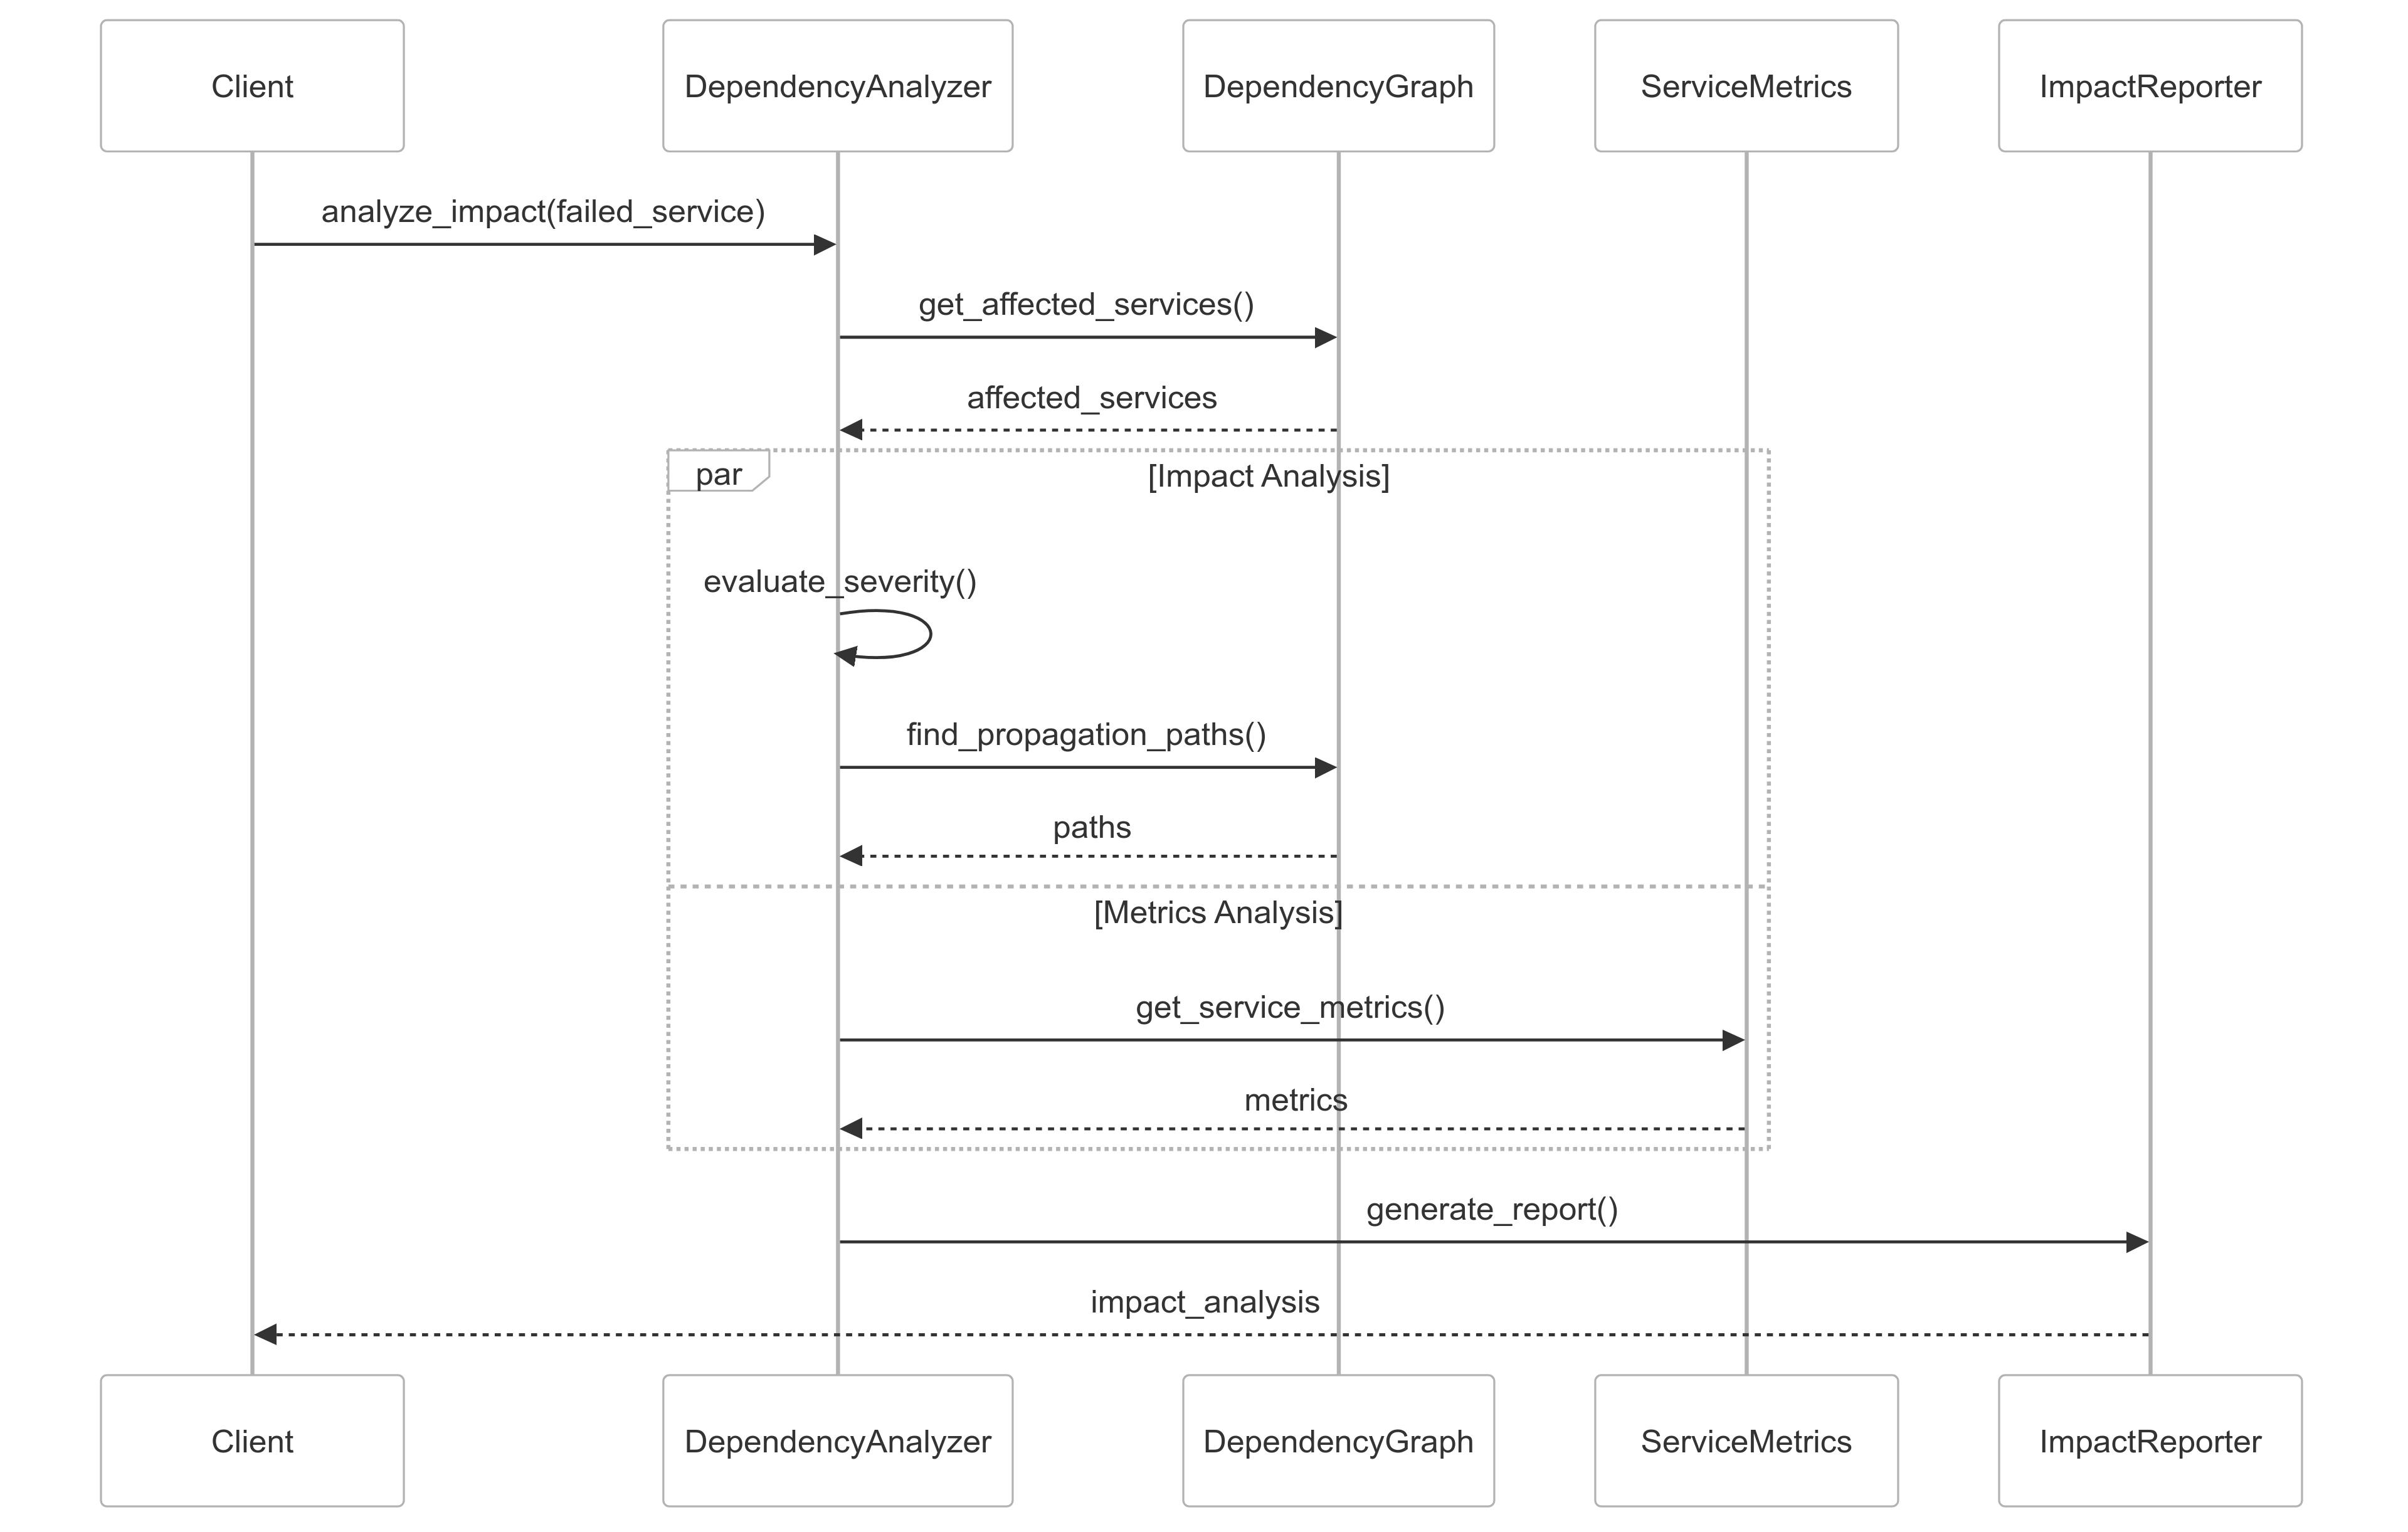 Client
DependencyAnalyzer
DependencyGraph
ServiceMetrics
ImpactReporter
analyze_impact(failed_service)
get_affected_services()
affected_services
par
[Impact Analysis]
evaluate_severity()
find_propagation_paths()
paths
[Metrics Analysis]
get_service_metrics()
metrics
generate_report()
impact_analysis
Client
DependencyAnalyzer
DependencyGraph
ServiceMetrics
ImpactReporter